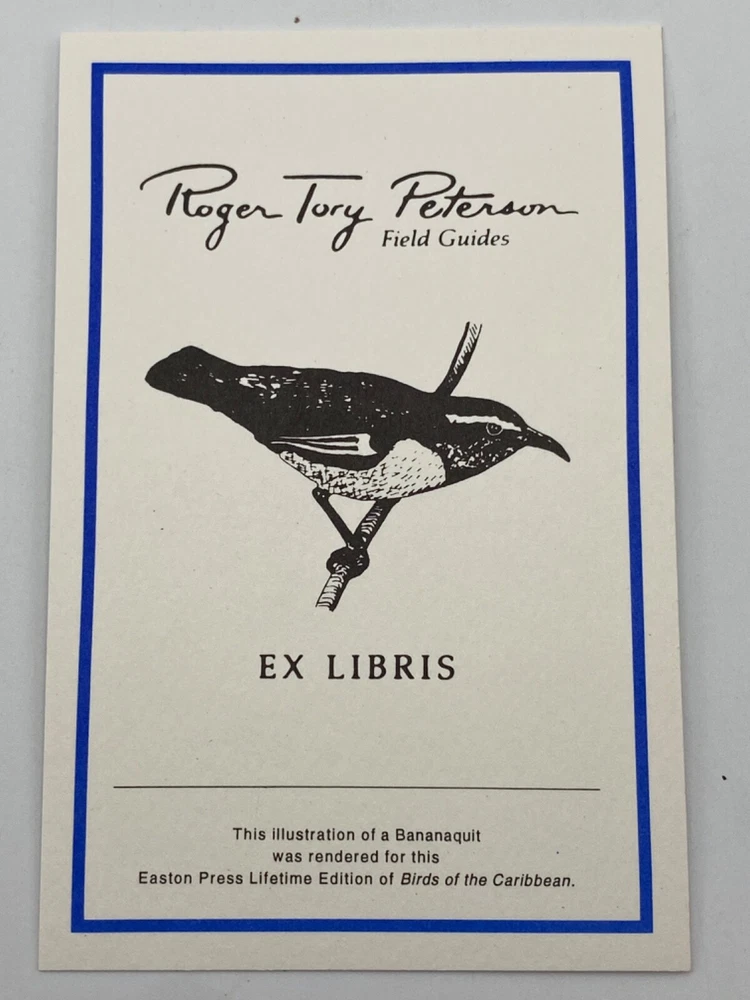 Roger Tory Peterson
Field Guides
EX LIBRIS
This illustration of a Bananaquit
was rendered for this
Easton Press Lifetime Edition of Birds of the Caribbean.